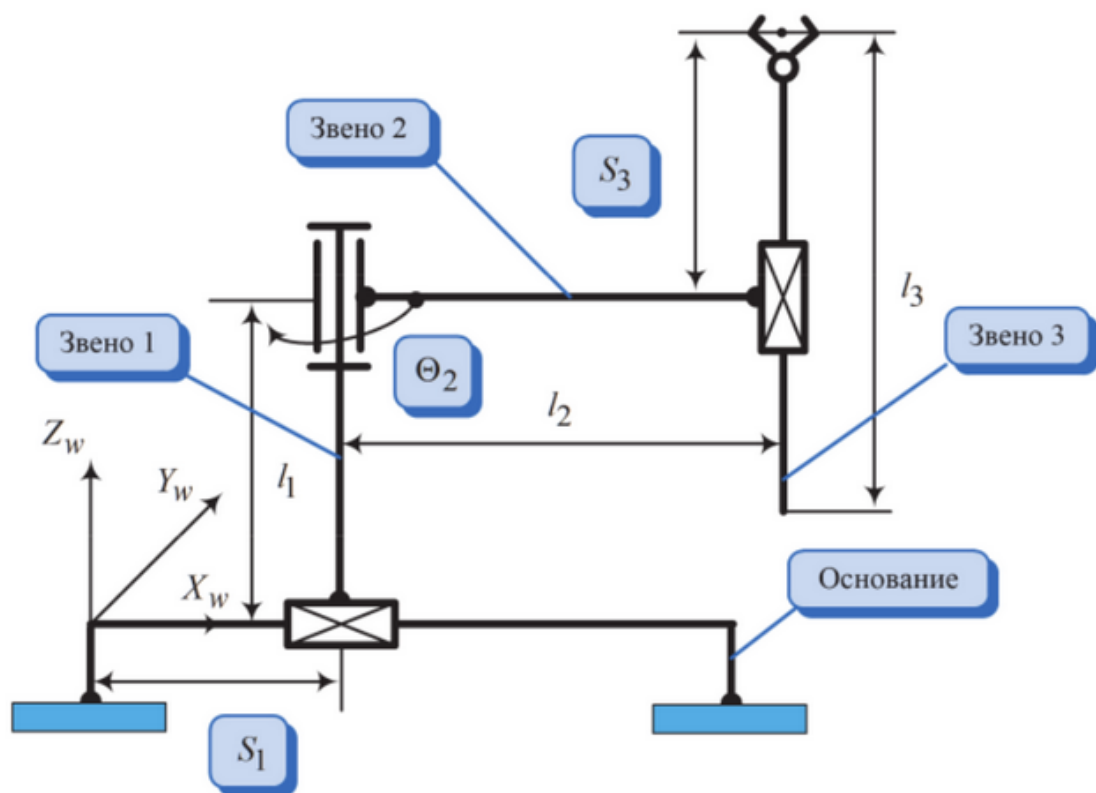 Звено 2
S3
l3
Звено 1
Θ2
Звено 3
l2
Zw
Yw
l1
Xw
Основание
S1